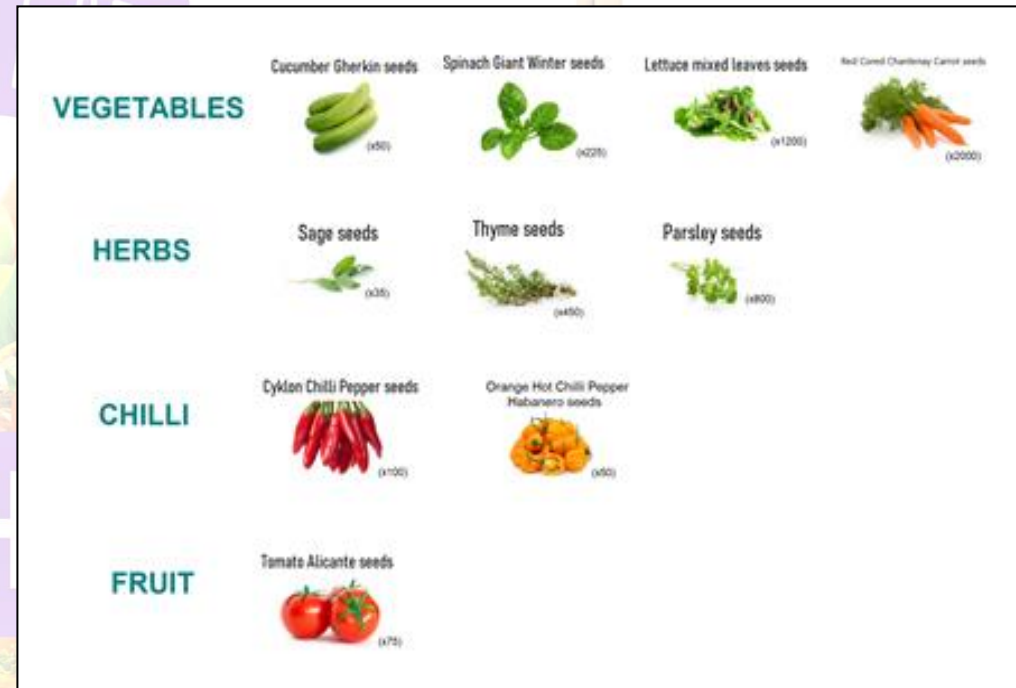 Cucumber Gherkin seeds
Spinach Giant Winter seeds
Lettuce mixed leaves seeds
Red Cored Chantenay Carrot seeds
VEGETABLES
(x50)
(x225)
(x1200)
(x2000)
HERBS
Sage seeds
Thyme seeds
Parsley seeds
(x35)
(x450)
(x800)
CHILLI
Cyklon Chilli Pepper seeds
Orange Hot Chilli Pepper
Habanero seeds
(x100)
(x50)
FRUIT
Tomato Alicante seeds
(x75)